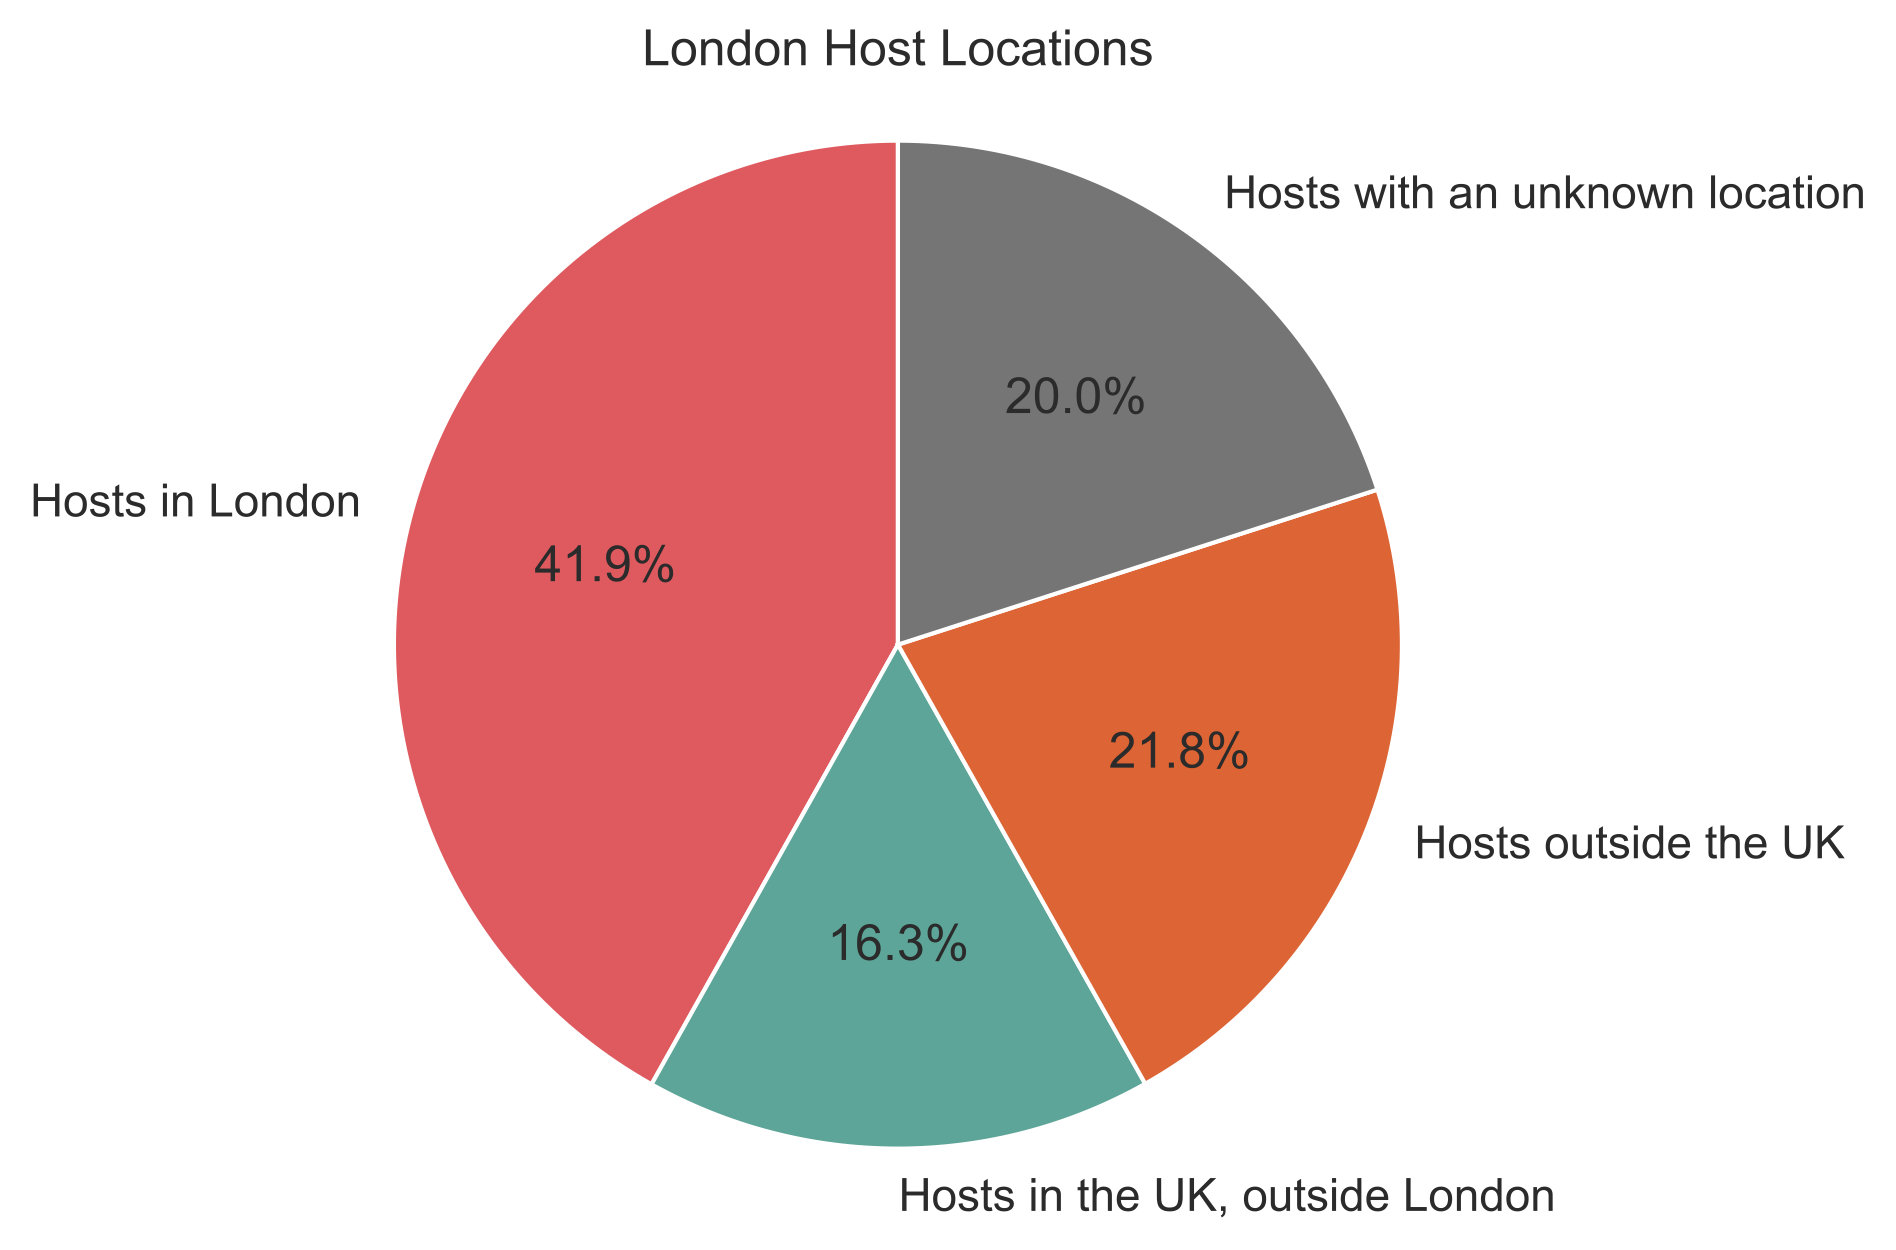 London Host Locations
Hosts with an unknown location
20.0%
Hosts in London
41.9%
21.8%
Hosts outside the UK
16.3%
Hosts in the UK, outside London